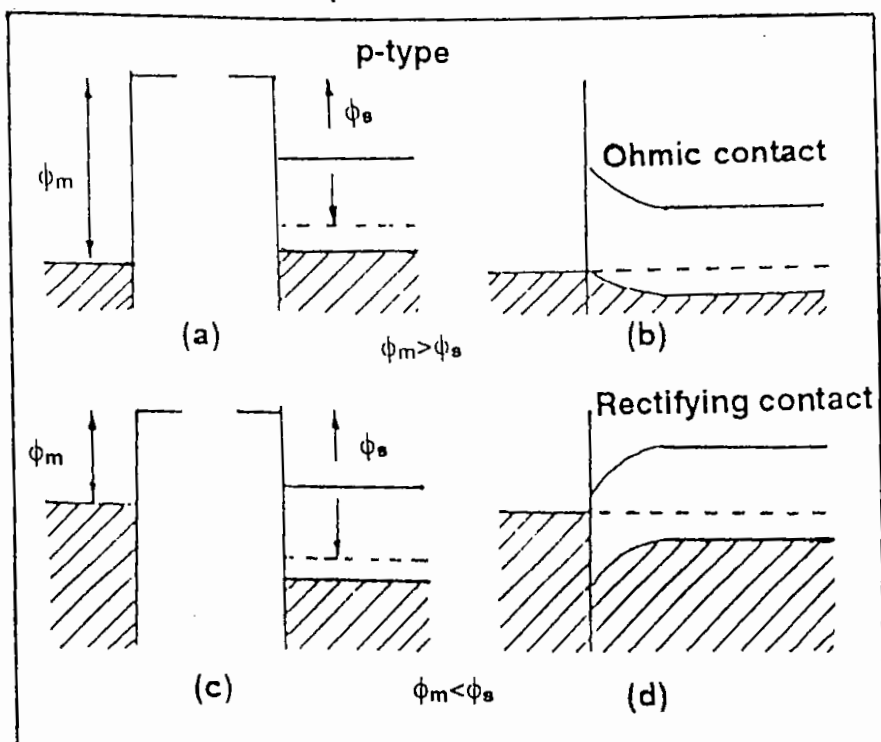 p-type
ϕm
ϕs
Ohmic contact
(a)
(b)
ϕm>ϕs
Rectifying contact
ϕm
ϕs
(c)
(d)
ϕm<ϕs